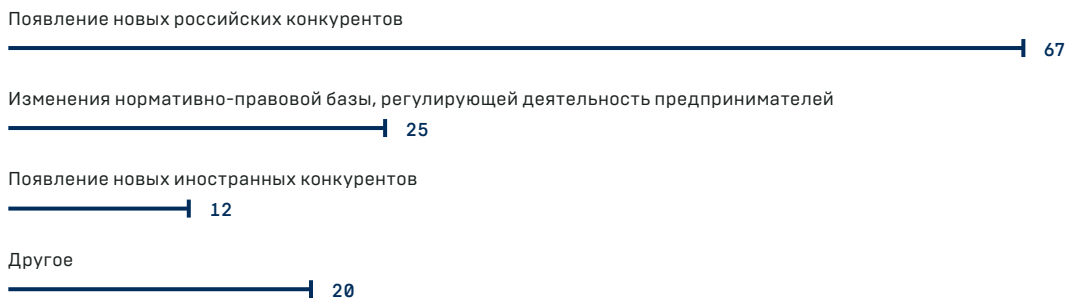 Появление новых российских конкурентов
67
Изменения нормативно-правовой базы, регулирующей деятельность предпринимателей
25
Появление новых иностранных конкурентов
12
Другое
20